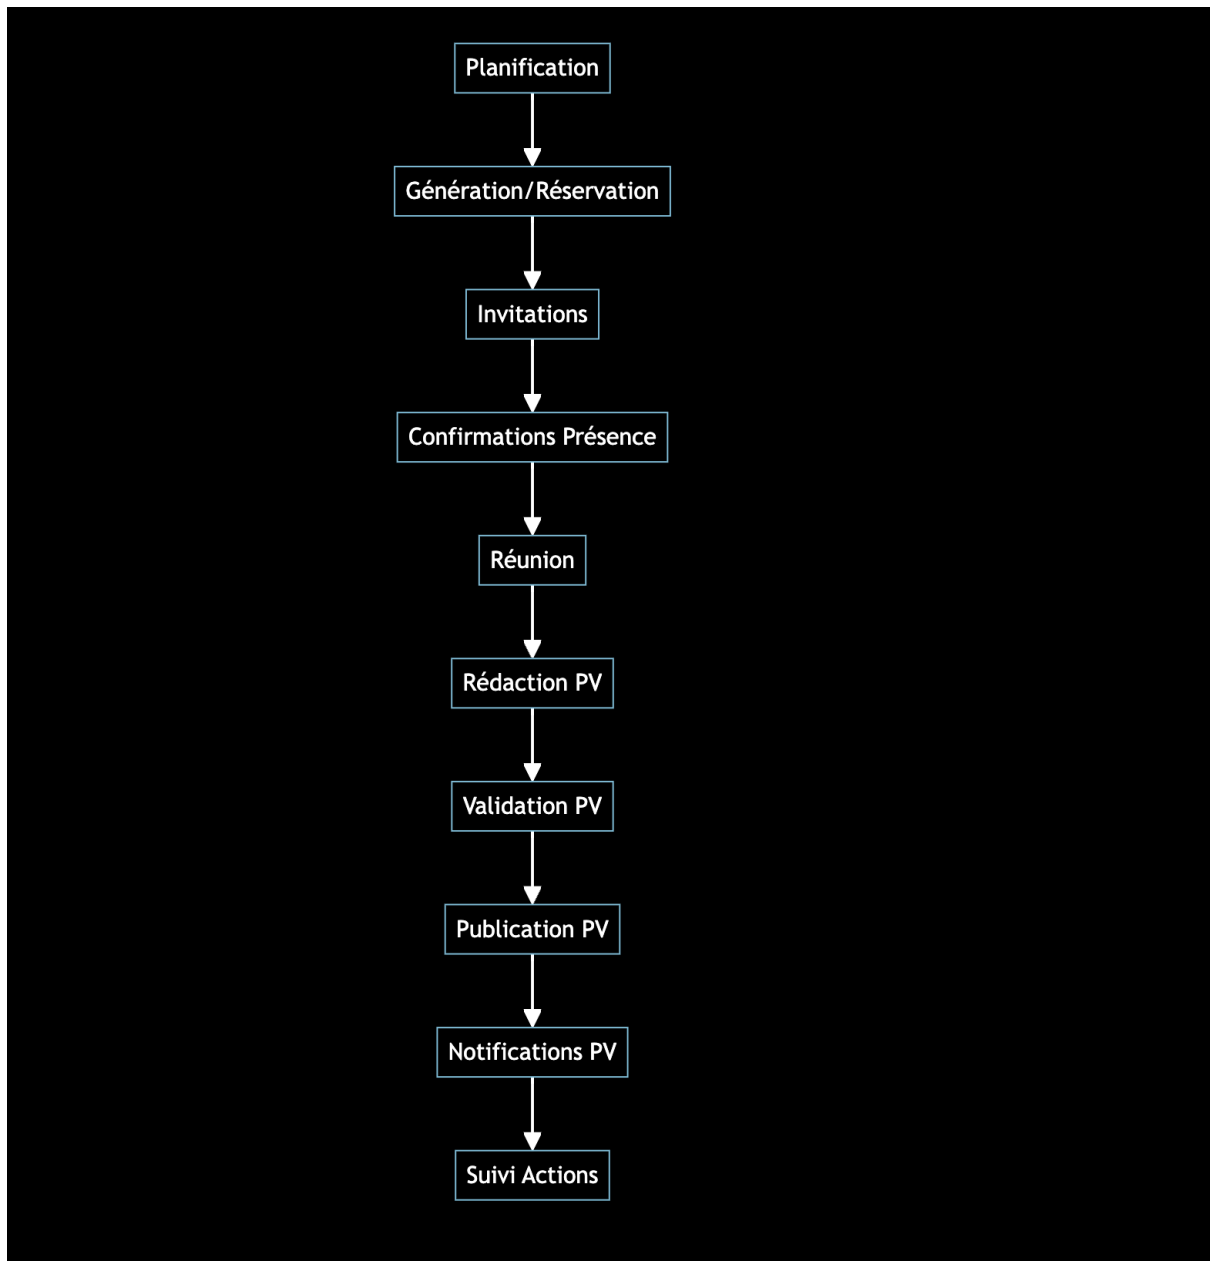 Planification
Génération/Réservation
Invitations
Confirmations Présence
Réunion
Rédaction PV
Validation PV
Publication PV
Notifications PV
Suivi Actions